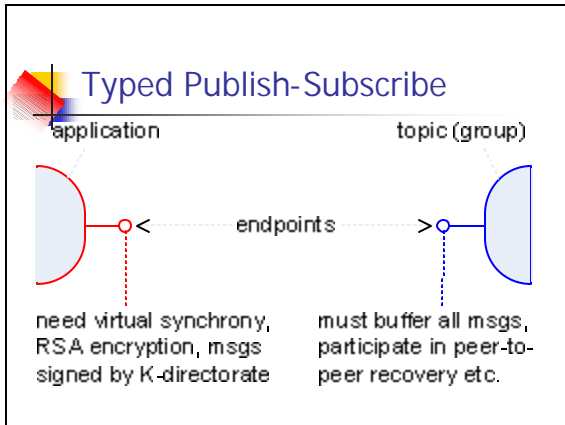 Typed Publish-Subscribe
application
topic (group)
endpoints
need virtual synchrony,
RSA encryption, msgs
signed by K-directorate
must buffer all msgs,
participate in peer-to-
peer recovery etc.